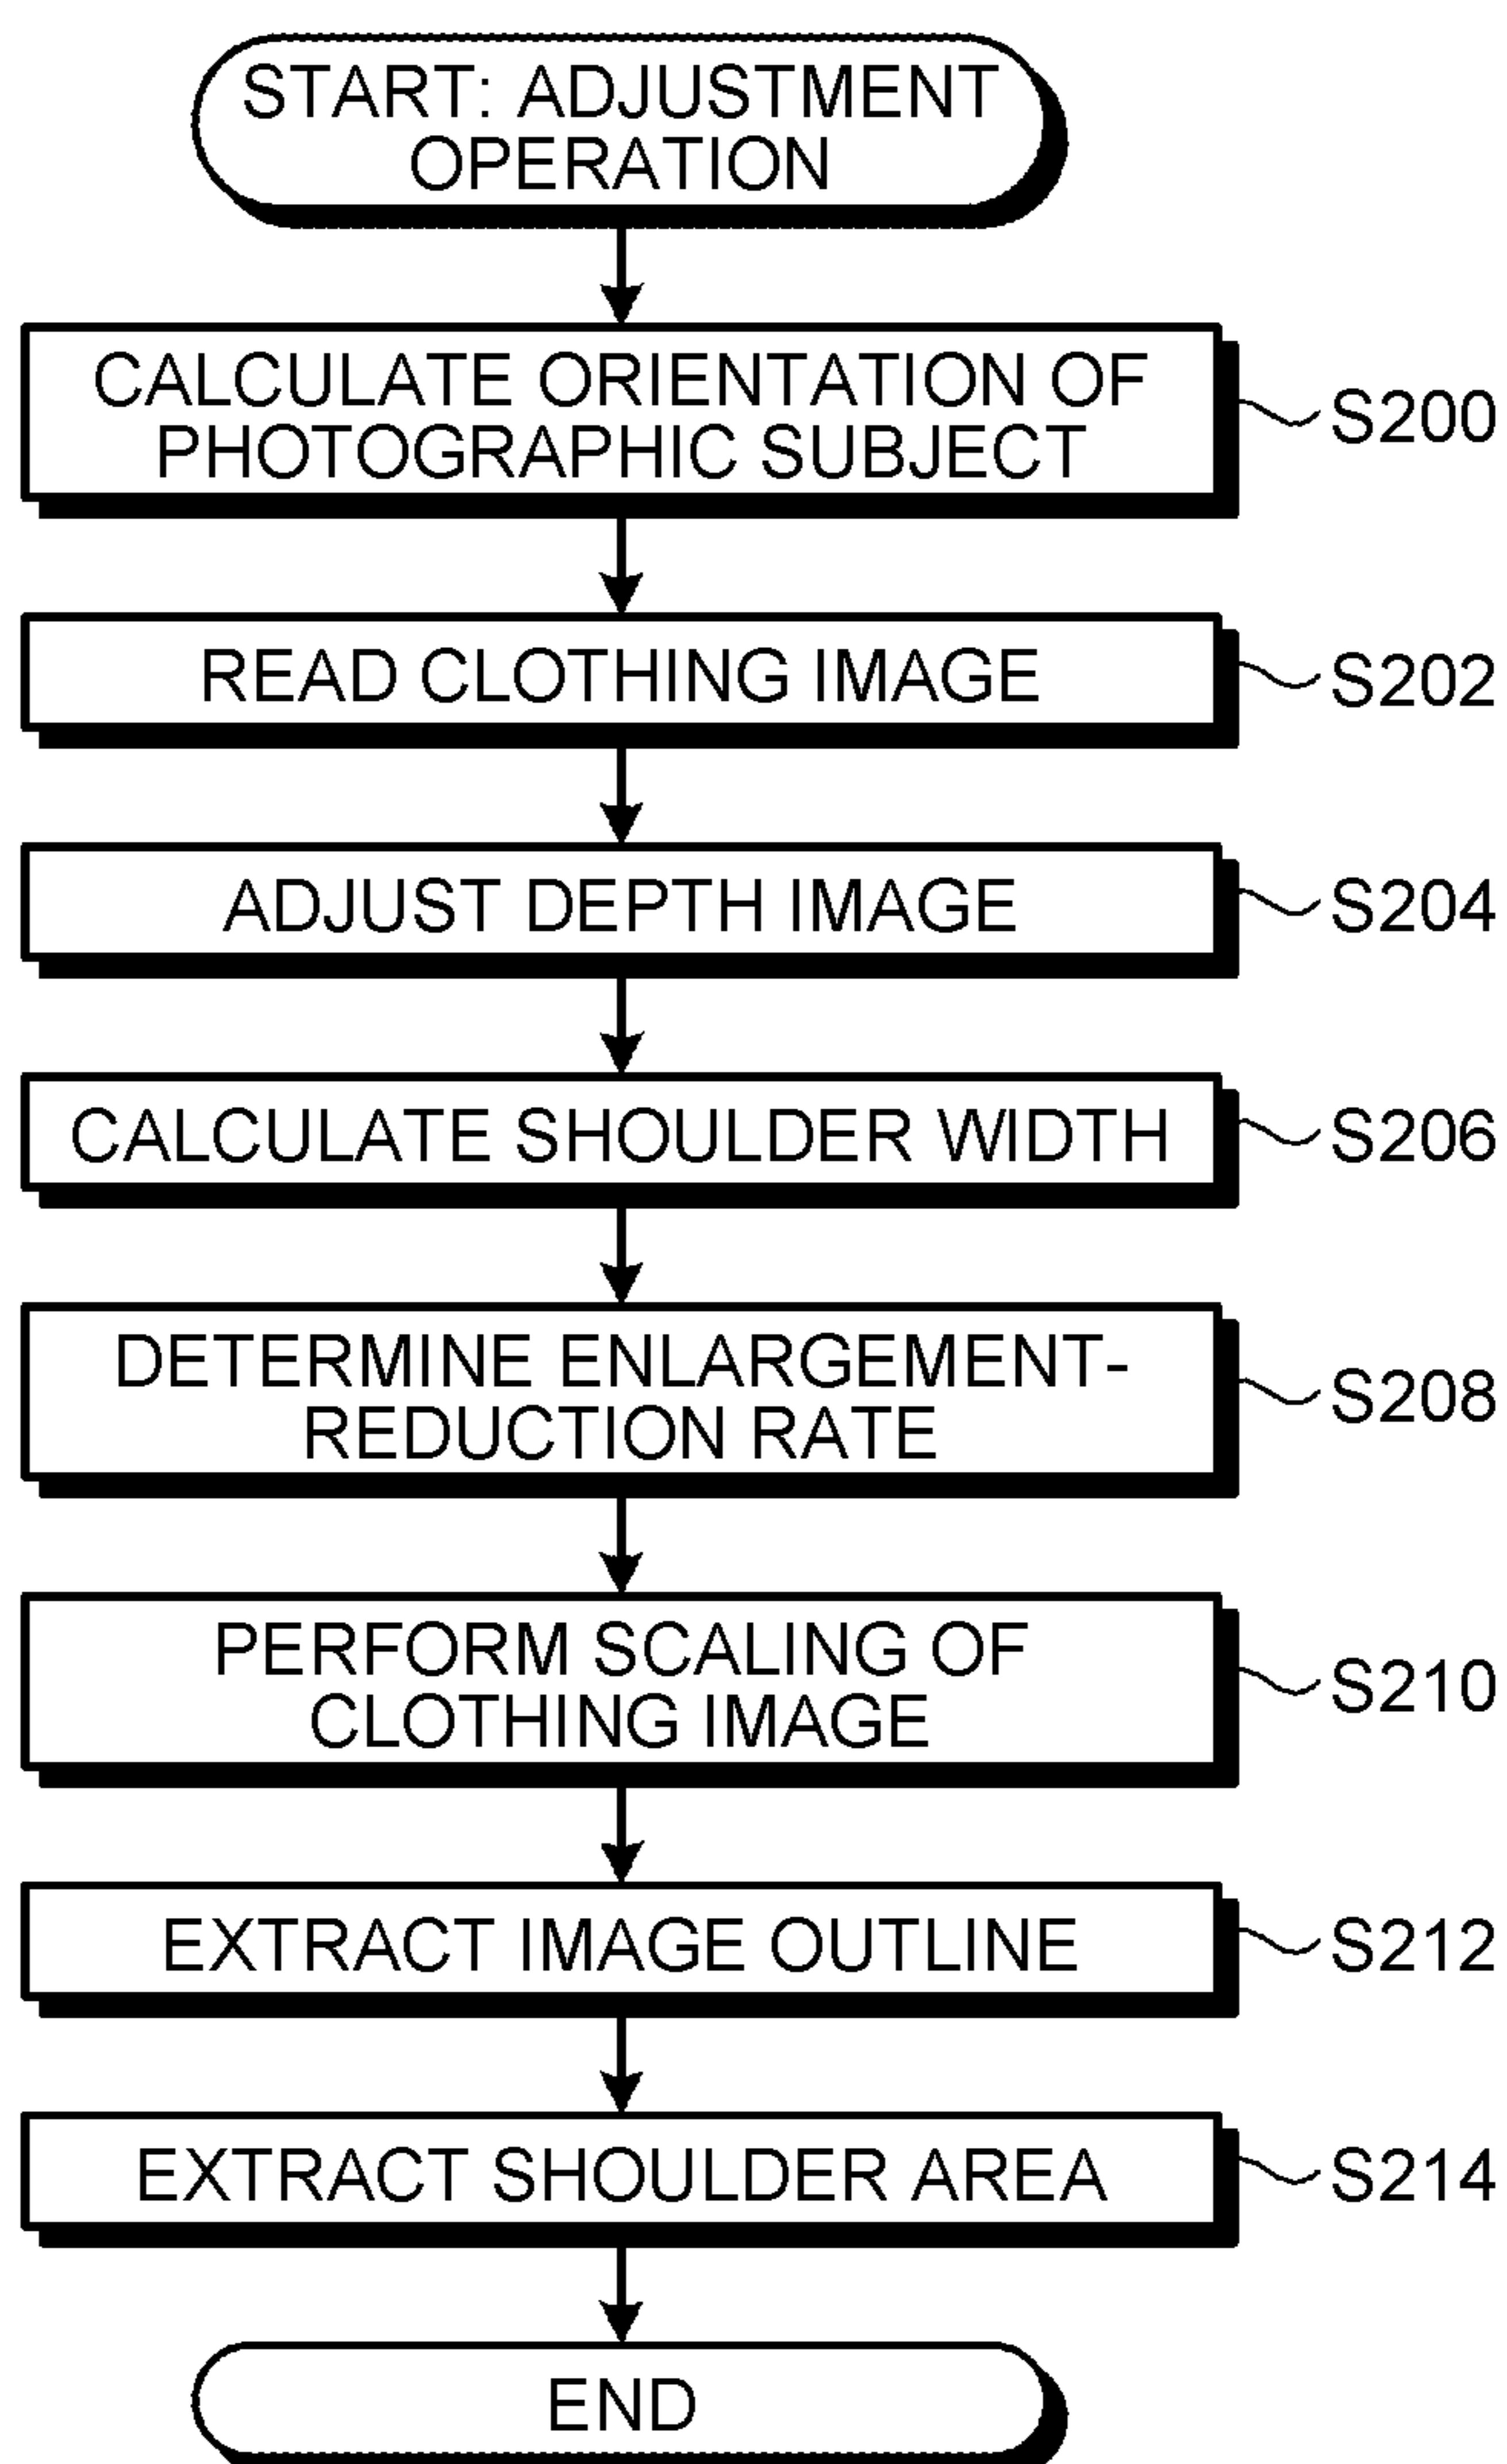 START: ADJUSTMENT
OPERATION
CALCULATE ORIENTATION OF
PHOTOGRAPHIC SUBJECT
S200
READ CLOTHING IMAGE
S202
ADJUST DEPTH IMAGE
S204
CALCULATE SHOULDER WIDTH
S206
DETERMINE ENLARGEMENT-
REDUCTION RATE
S208
PERFORM SCALING OF
CLOTHING IMAGE
S210
EXTRACT IMAGE OUTLINE
S212
EXTRACT SHOULDER AREA
S214
END